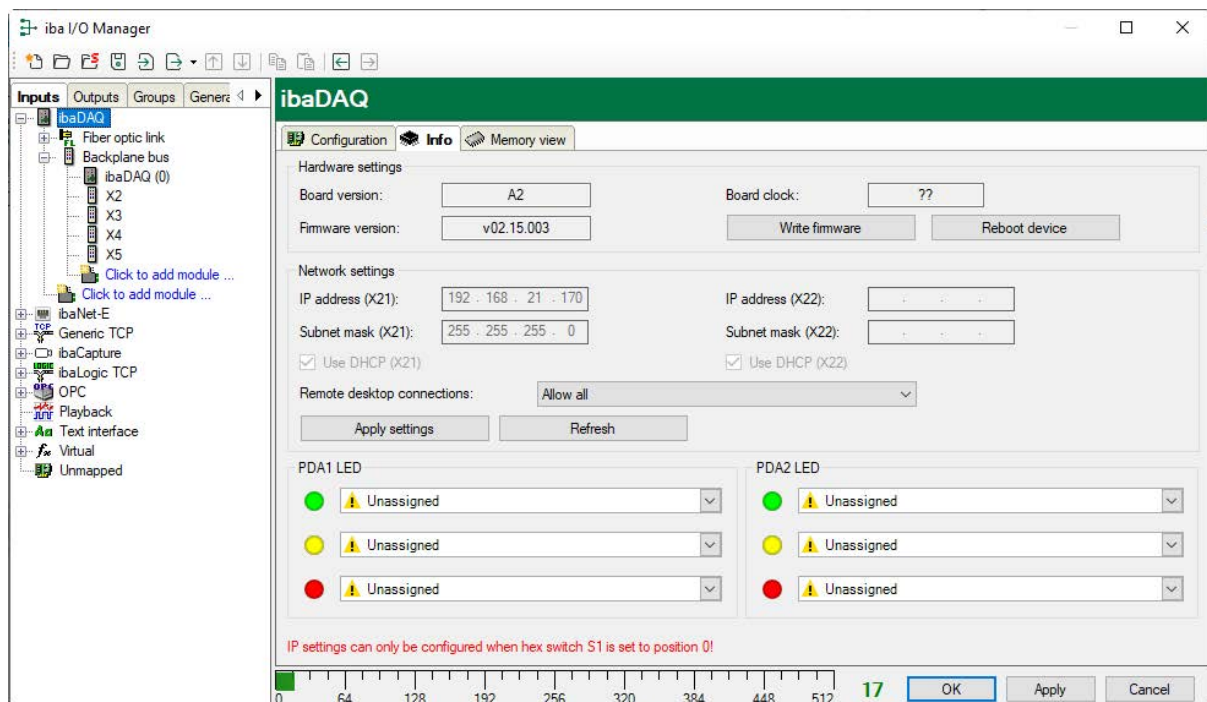 iba I/O Manager
Inputs Outputs Groups Genera
ibaDAQ
Fiber optic link
Backplane bus
ibaDAQ (0)
X2
X3
X4
X5
Click to add module ...
Click to add module ...
ibaNet-E
Generic TCP
ibaCapture
ibaLogic TCP
OPC
Playback
Text interface
Virtual
Unmapped
ibaDAQ
Configuration Info Memory view
Hardware settings
Board version: A2 Board clock: ??
Firmware version: v02.15.003 Write firmware Reboot device
Network settings
IP address (X21): 192 . 168 . 21 . 170 IP address (X22): . . .
Subnet mask (X21): 255 . 255 . 255 . 0 Subnet mask (X22): . . .
Use DHCP (X21) Use DHCP (X22)
Remote desktop connections: Allow all
Apply settings Refresh
PDA1 LED PDA2 LED
Unassigned Unassigned
Unassigned Unassigned
Unassigned Unassigned
IP settings can only be configured when hex switch S1 is set to position 0!
0 64 128 192 256 320 384 448 512 17 OK Apply Cancel